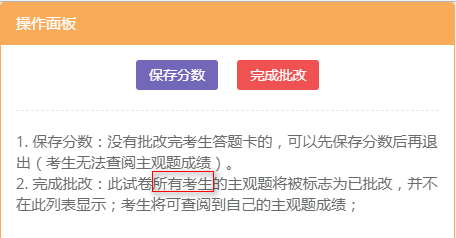 操作面板
保存分数 完成批改
1. 保存分数：没有批改完考生答题卡的，可以先保存分数后再退
出（考生无法查阅主观题成绩）。
2. 完成批改：此试卷所有考生的主观题将被标志为已批改，并不
在此列表显示；考生将可查阅到自己的主观题成绩；